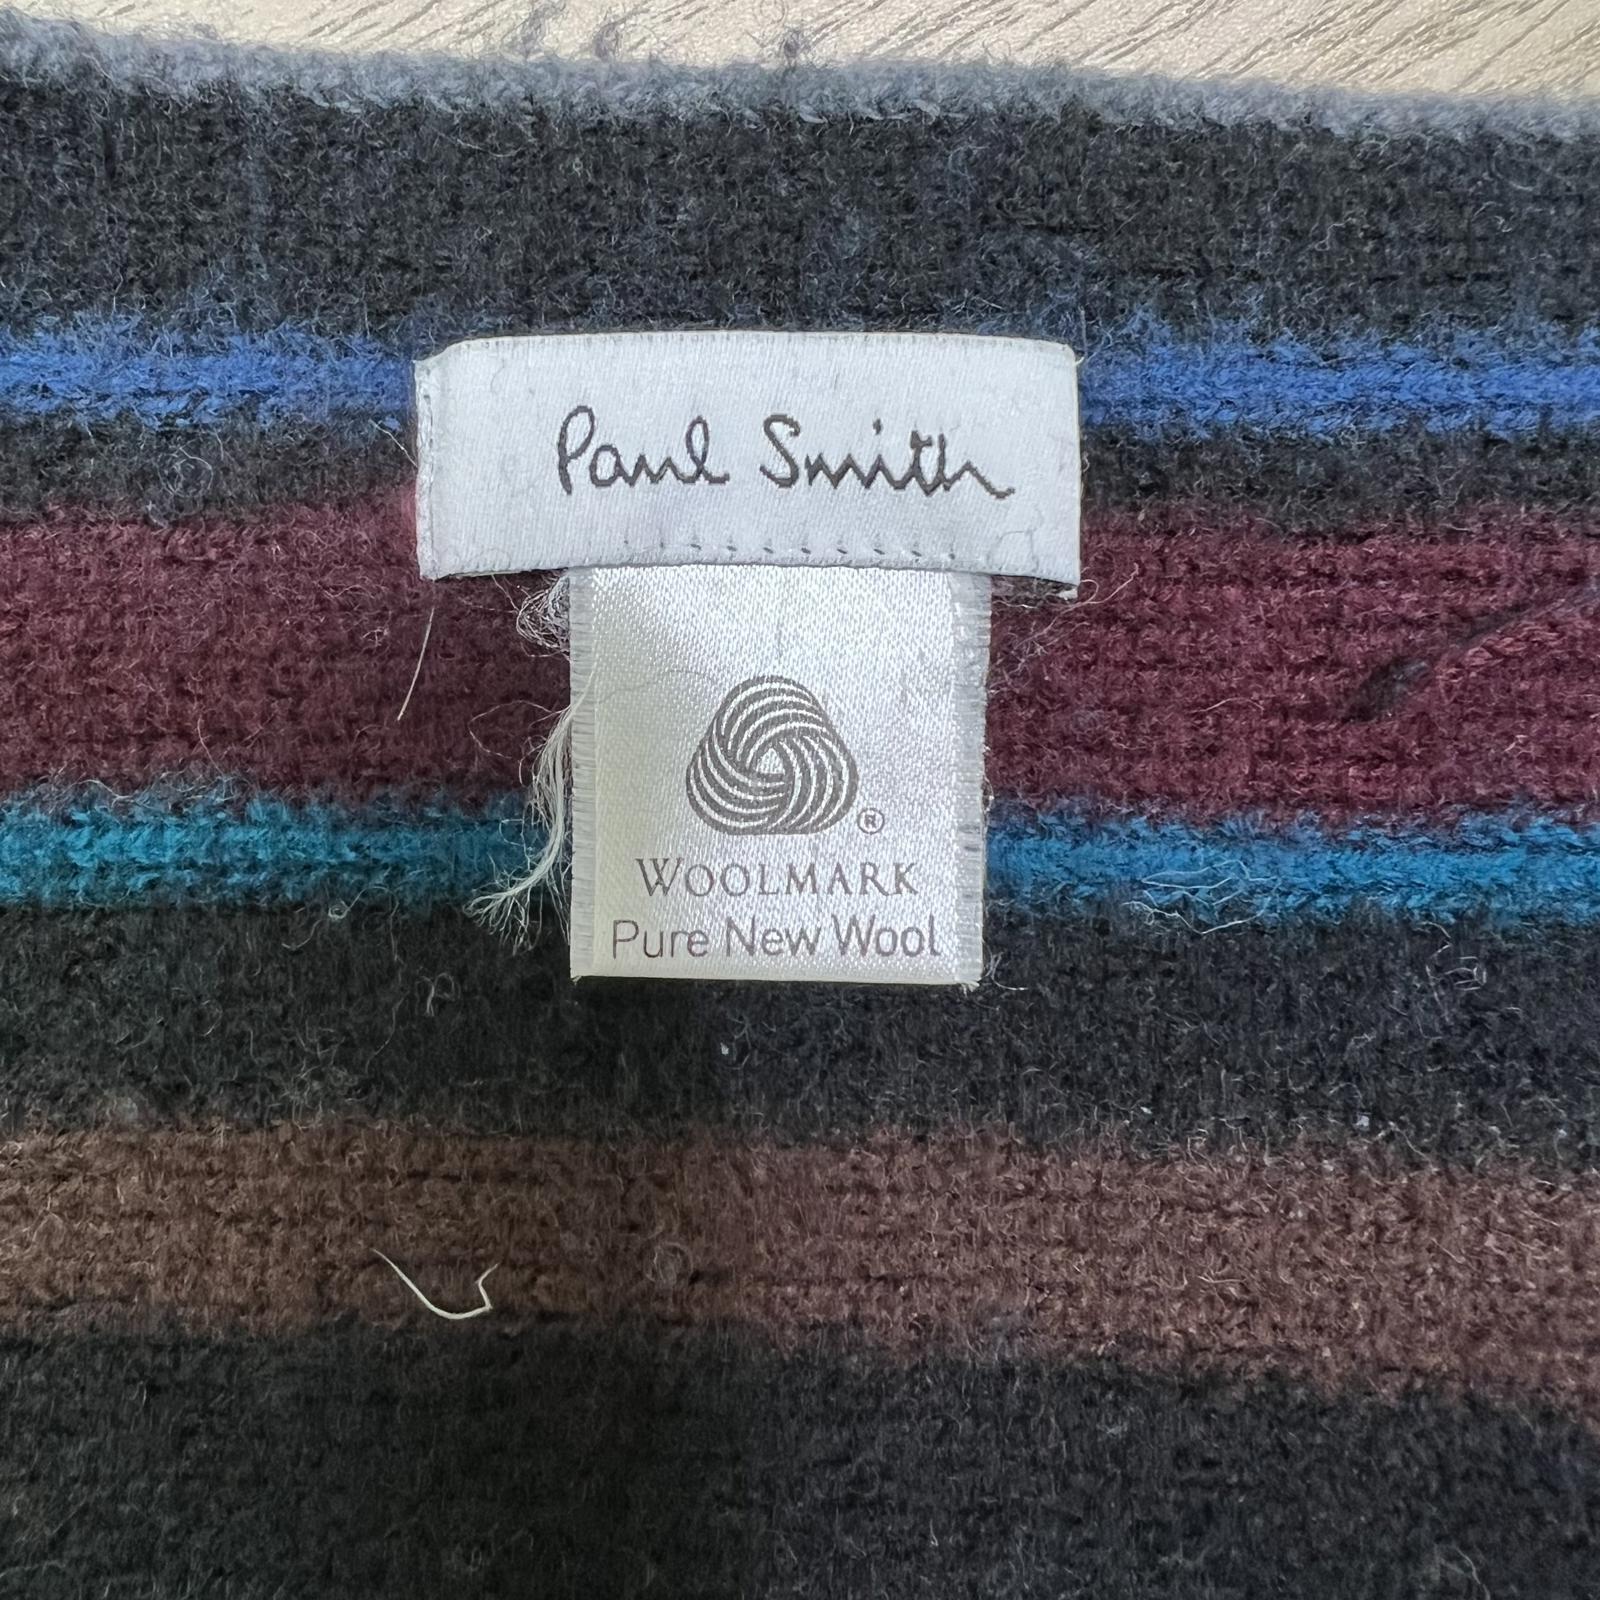 Paul Smith
®
WOOLMARK
Pure New Wool